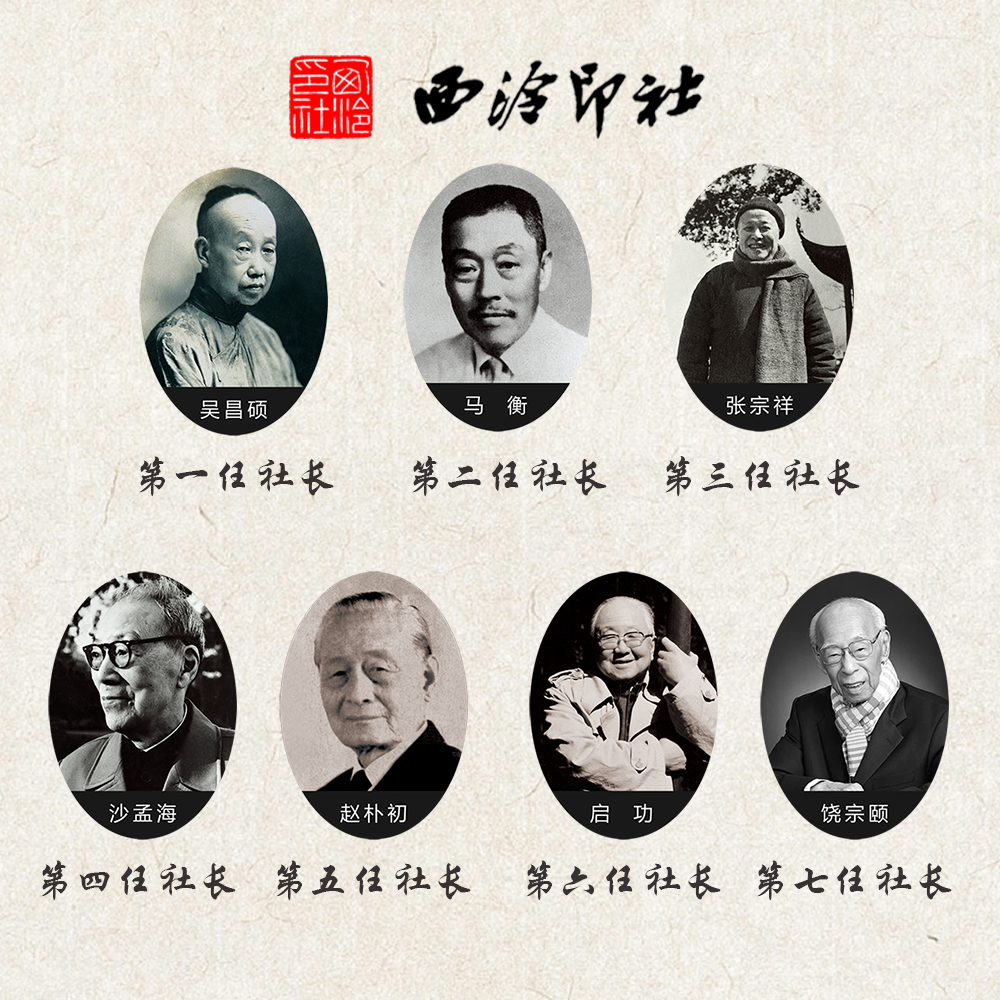 西泠印社 西泠印社
吴昌硕 马 衡 张宗祥
第一任社长 第二任社长 第三任社长
沙孟海 赵朴初 启 功 饶宗颐
第四任社长 第五任社长 第六任社长 第七任社长